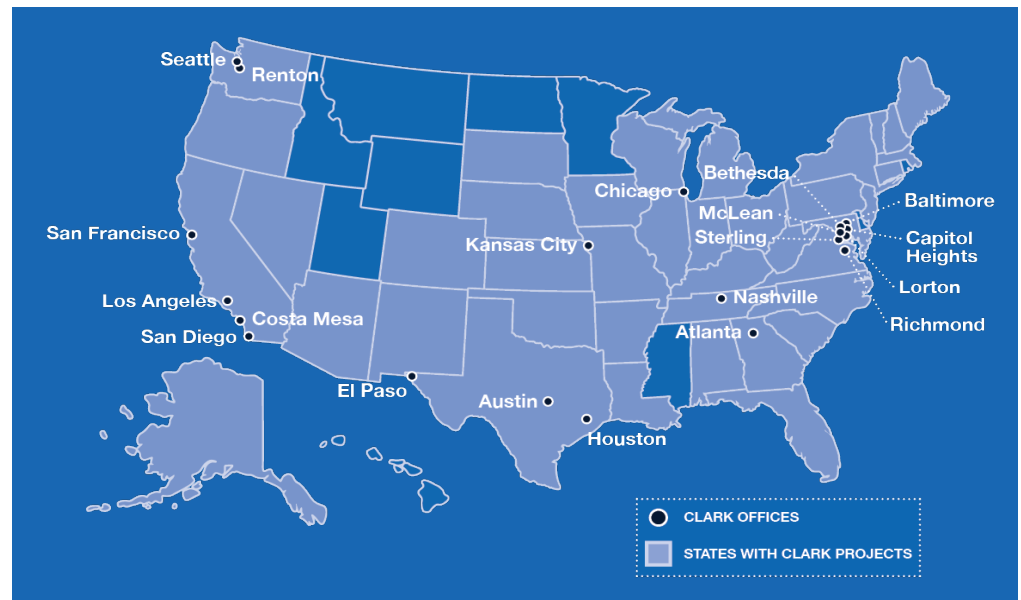 Seattle
Renton
Bethesda
Chicago
Baltimore
McLean
San Francisco
Kansas City
Sterling
Capitol
Heights
Lorton
Los Angeles
Nashville
Costa Mesa
Richmond
San Diego
Atlanta
El Paso
Austin
Houston
CLARK OFFICES
STATES WITH CLARK PROJECTS